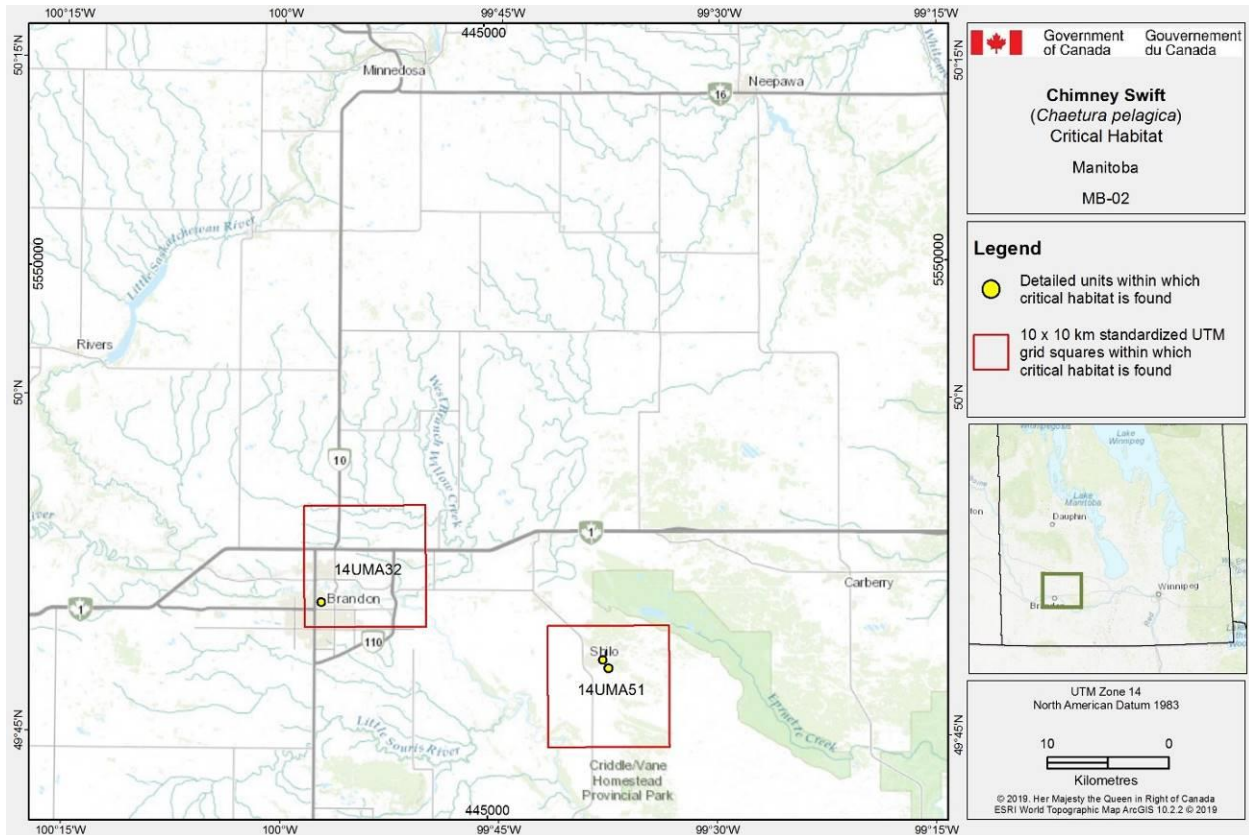 100°15'W
100°W
99°45'W
99°30'W
99°15'W
445000
50°15'N
50°15'N
Minnedosa
Neepawa
16
Little Saskatchewan River
5550000
5550000
Rivers
50°N
50°N
West Branch Willow Creek
10
1
14UMA32
Brandon
1
110
Carberry
Shilo
14UMA51
Epinette Creek
Little Souris River
49°45'N
49°45'N
Criddle/Vane
Homestead
Provincial Park
445000
100°15'W
100°W
99°45'W
99°30'W
99°15'W
Government
of Canada
Gouvernement
du Canada
Chimney Swift
(Chaetura pelagica)
Critical Habitat
Manitoba
MB-02
Legend
Detailed units within which
critical habitat is found
10 x 10 km standardized UTM
grid squares within which
critical habitat is found
Lake
Winnipeg
Lake
Manitoba
Dauphin
Winnipeg
Brandon
Red
UTM Zone 14
North American Datum 1983
10
0
Kilometres
© 2019. Her Majesty the Queen in Right of Canada
ESRI World Topographic Map ArcGIS 10.2.2 © 2019